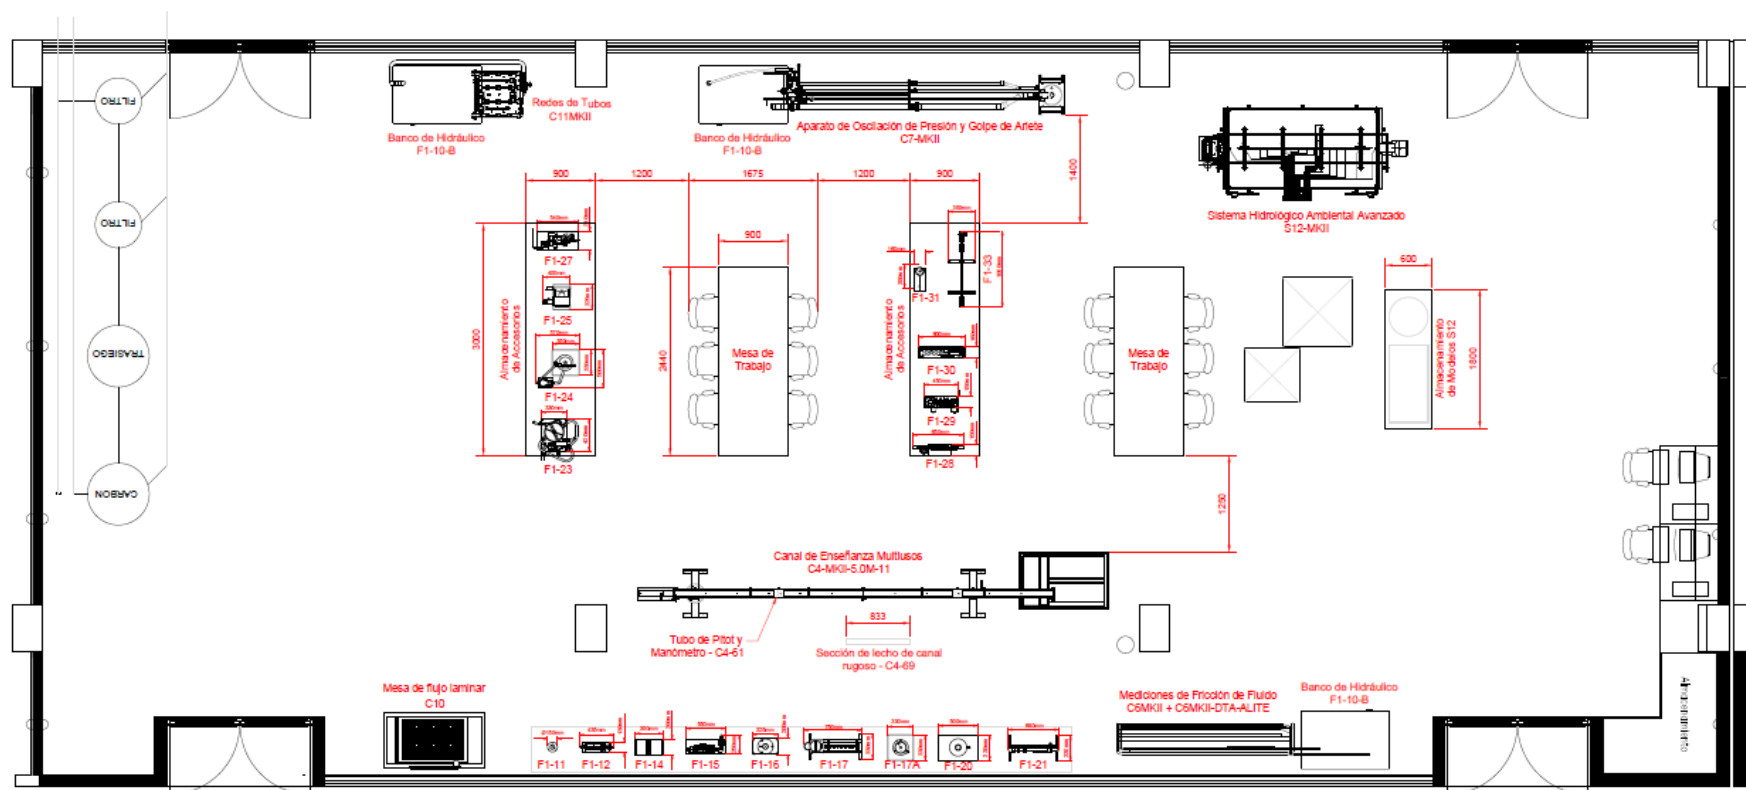 FILTRO
FILTRO
TRASIEGO
CARBON
Redes de Tubos
C11MKII
Banco de Hidráulico
F1-10-B
Banco de Hidráulico
F1-10-B
Aparato de Oscilación de Presión y Golpe de Ariete
C7-MKII
Sistema Hidrológico Ambiental Avanzado
S12-MKII
900
1200
1675
1200
900
1400
900
600
3000
Almacenamiento
de Accesorios
F1-27
F1-25
F1-24
F1-23
2440
Mesa de
Trabajo
Almacenamiento
de Accesorios
F1-31
F1-33
F1-30
F1-29
F1-28
Mesa de
Trabajo
Almacenamiento
de Modelos S12
1800
1250
Canal de Enseñanza Multiusos
C4-MKII-5.0M-11
833
Tubo de Pitot y
Manómetro - C4-61
Sección de lecho de canal
rugoso - C4-69
Mesa de flujo laminar
C10
F1-11
F1-12
F1-14
F1-15
F1-16
F1-17
F1-17A
F1-20
F1-21
Mediciones de Fricción de Fluido
C6MKII + C6MKII-DTA-ALITE
Banco de Hidráulico
F1-10-B
Almacenamiento